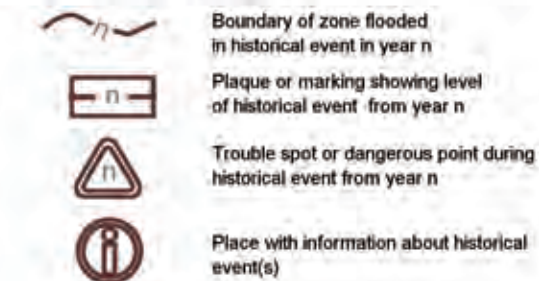 n
Boundary of zone flooded
in historical event in year n
n
Plaque or marking showing level
of historical event from year n
n
Trouble spot or dangerous point during
historical event from year n
i
Place with information about historical
event(s)